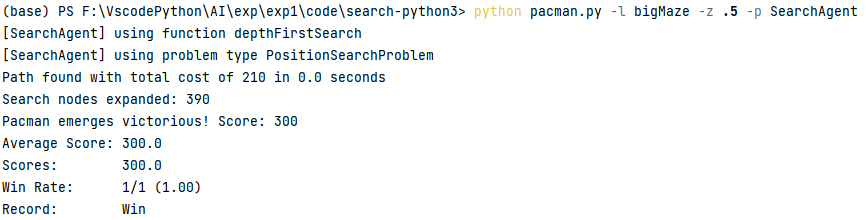 (base) PS F:\VscodePython\AI\exp\exp1\code\search-python3> python pacman.py -l bigMaze -z .5 -p SearchAgent
[SearchAgent] using function depthFirstSearch
[SearchAgent] using problem type PositionSearchProblem
Path found with total cost of 210 in 0.0 seconds
Search nodes expanded: 390
Pacman emerges victorious! Score: 300
Average Score: 300.0
Scores:        300.0
Win Rate:      1/1 (1.00)
Record:        Win